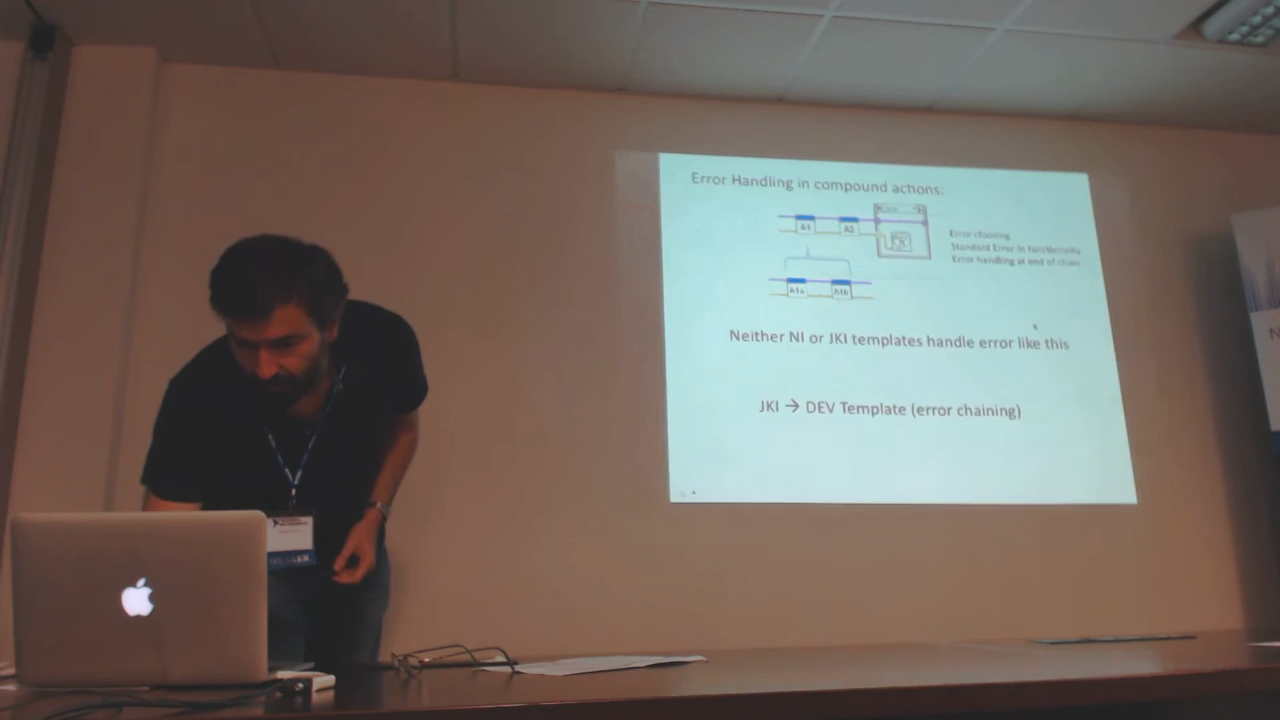 Error Handling in compound actions:
A1
A2
Error chaining
Standard Error in functionality
Error handling at end of chain
A1a
A1b
Neither NI or JKI templates handle error like this
JKI → DEV Template (error chaining)
SPEAKER
N